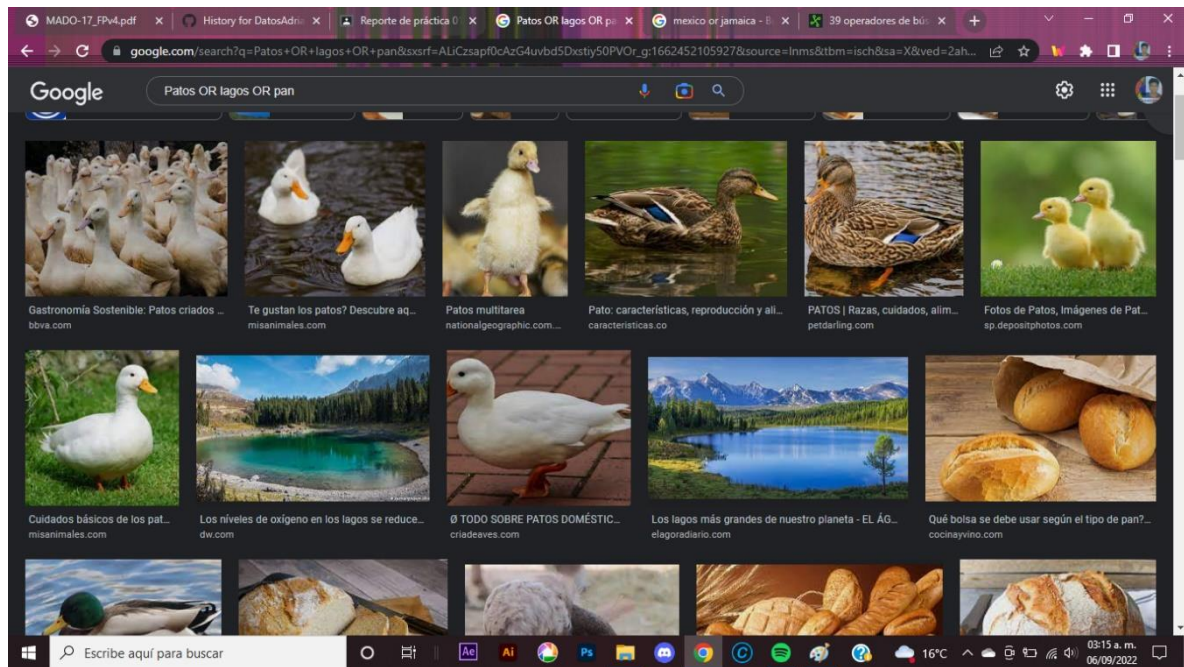 MADO-17_FPv4.pdf
History for DatosAdria
Reporte de práctica 0
Patos OR lagos OR pa
mexico or jamaica - B
39 operadores de bús
google.com/search?q=Patos+OR+lagos+OR+pan&sxsrf=ALiCzsapf0cAzG4uvbd5Dxstiy50PVOr_g:1662452105927&source=lnms&tbm=isch&sa=X&ved=2ah...
Google
Patos OR lagos OR pan
Gastronomía Sostenible: Patos criados ...
bbva.com
Te gustan los patos? Descubre aq...
misanimales.com
Patos multitarea
nationalgeographic.com....
Pato: características, reproducción y ali...
caracteristicas.co
PATOS | Razas, cuidados, alim...
petdarling.com
Fotos de Patos, Imágenes de Pat...
sp.depositphotos.com
Cuidados básicos de los pat...
misanimales.com
Los niveles de oxígeno en los lagos se reduce...
dw.com
Ø TODO SOBRE PATOS DOMÉSTIC...
criadeaves.com
Los lagos más grandes de nuestro planeta - EL ÁG...
elagoradiario.com
Qué bolsa se debe usar según el tipo de pan?...
cocinayvino.com
Escribe aquí para buscar
Ae
Ai
Ps
16°C
03:15 a. m.
06/09/2022